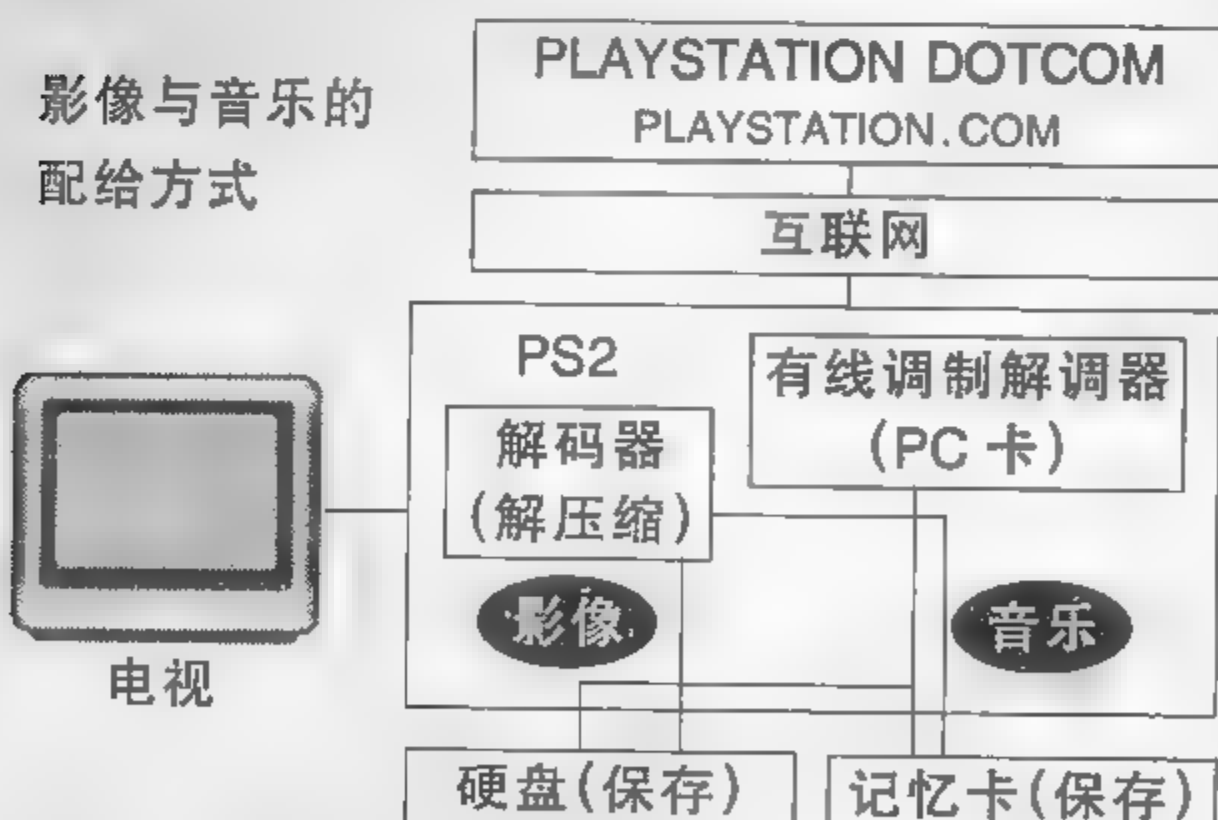 影像与音乐的
配给方式
PLAYSTATION DOTCOM
PLAYSTATION.COM
互联网
PS2
有线调制解调器
(PC卡)
解码器
(解压缩)
影像
音乐
电视
硬盘(保存)
记忆卡(保存)